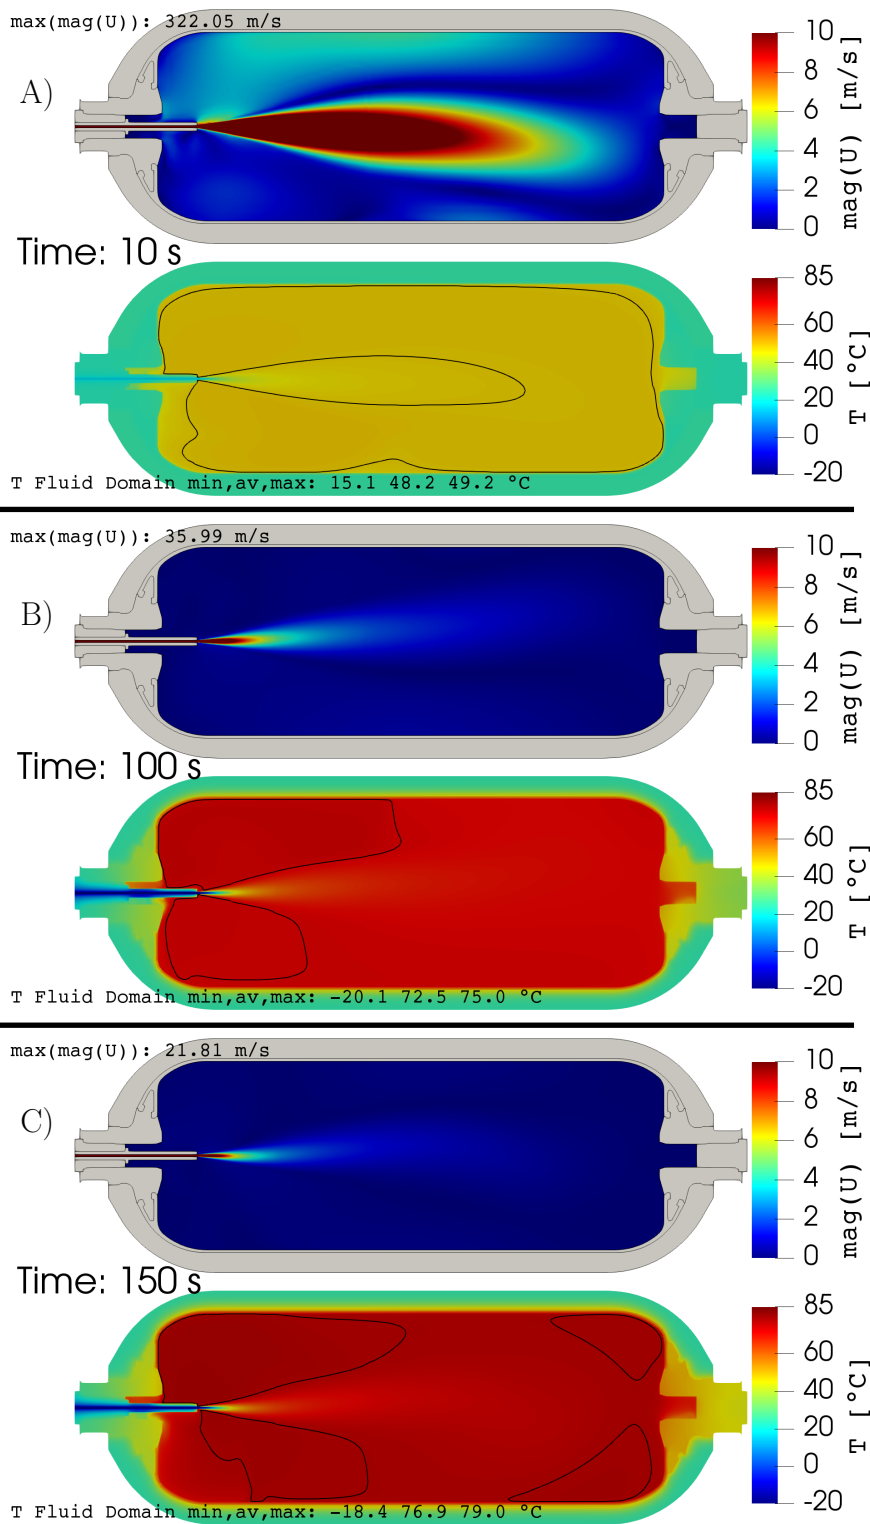 max(mag(U)): 322.05 m/s
A)
10
8
6
4
2
0
mag(U) [m/s]
Time: 10 s
85
60
40
20
0
-20
T [°C]
T Fluid Domain min,av,max: 15.1 48.2 49.2 °C
max(mag(U)): 35.99 m/s
B)
10
8
6
4
2
0
mag(U) [m/s]
Time: 100 s
85
60
40
20
0
-20
T [°C]
T Fluid Domain min,av,max: -20.1 72.5 75.0 °C
max(mag(U)): 21.81 m/s
C)
10
8
6
4
2
0
mag(U) [m/s]
Time: 150 s
85
60
40
20
0
-20
T [°C]
T Fluid Domain min,av,max: -18.4 76.9 79.0 °C